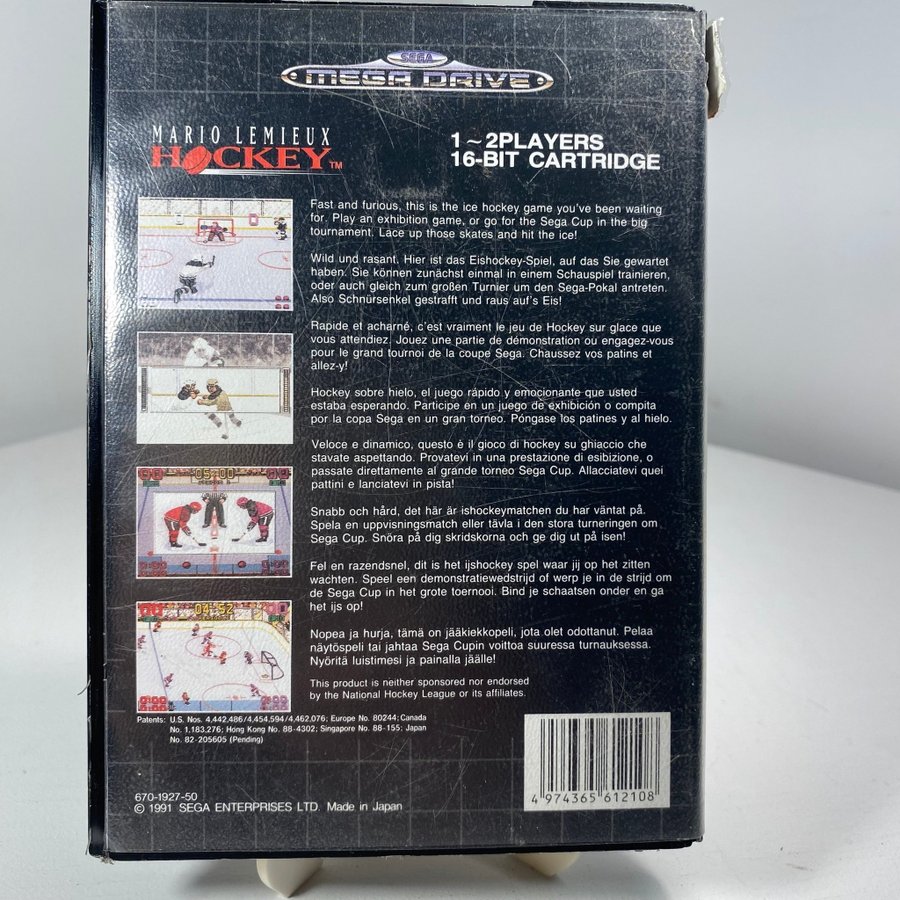 SEGA
MEGA DRIVE
MARIO LEMIEUX
HOCKEY™
1~2PLAYERS
16-BIT CARTRIDGE
Fast and furious, this is the ice hockey game you've been waiting
for. Play an exhibition game, or go for the Sega Cup in the big
tournament. Lace up those skates and hit the ice!
Wild und rasant. Hier ist das Eishockey-Spiel, auf das Sie gewartet
haben. Sie können zunächst einmal in einem Schauspiel trainieren,
oder auch gleich zum großen Turnier um den Sega-Pokal antreten.
Also Schnürsenkel gestrafft und raus auf's Eis!
Rapide et acharné, c'est vraiment le jeu de Hockey sur glace que
vous attendiez. Jouez une partie de démonstration ou engagez-vous
pour le grand tournoi de la coupe Sega. Chaussez vos patins et
allez-y!
Hockey sobre hielo, el juego rápido y emocionante que usted
estaba esperando. Participe en un juego de exhibición o compita
por la copa Sega en un gran torneo. Póngase los patines y al hielo.
Veloce e dinamico, questo è il gioco di hockey su ghiaccio che
stavate aspettando. Provatevi in una prestazione di esibizione, o
passate direttamente al grande torneo Sega Cup. Allacciatevi quei
pattini e lanciatevi in pista!
Snabb och hård, det här är ishockeymatchen du har väntat på.
Spela en uppvisningsmatch eller tävla i den stora turneringen om
Sega Cup. Snöra på dig skridskorna och ge dig ut på isen!
Fel en razendsnel, dit is het ijshockey spel waar jij op het zitten
wachten. Speel een demonstratiewedstrijd of werp je in de strijd om
de Sega Cup in het grote toernooi. Bind je schaatsen onder en ga
het ijs op!
Nopea ja hurja, tämä on jääkiekkopeli, jota olet odottanut. Pelaa
näytöspeli tai jahtaa Sega Cupin voittoa suuressa turnauksessa.
Nyöritä luistimesi ja painalla jäälle!
This product is neither sponsored nor endorsed
by the National Hockey League or its affiliates.
05:00
04:52
Patents: U.S. Nos. 4,442,486/4,454,594/4,462,076; Europe No. 80244; Canada
No. 1,183,276; Hong Kong No. 88-4302; Singapore No. 88-155; Japan
No. 82-205605 (Pending)
670-1927-50
© 1991 SEGA ENTERPRISES LTD. Made in Japan
4 974365 612108